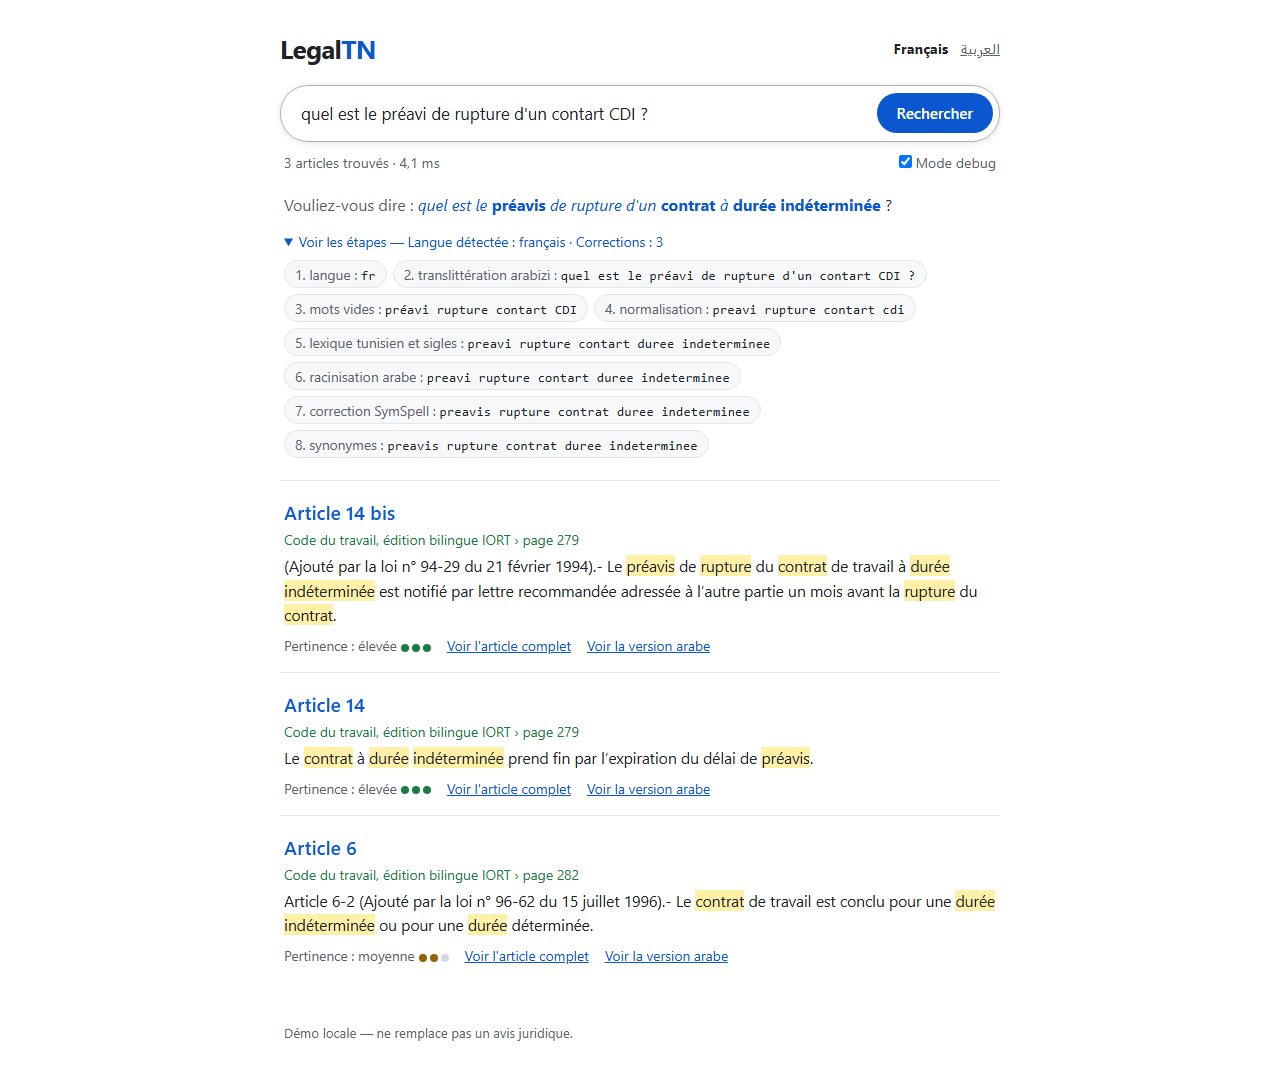 LegalTN
Français العربية
quel est le préavi de rupture d'un contart CDI ? Rechercher
3 articles trouvés · 4,1 ms Mode debug
Vouliez-vous dire : quel est le préavis de rupture d'un contrat à durée indéterminée ?
▼ Voir les étapes — Langue détectée : français · Corrections : 3
1. langue : fr 2. translittération arabizi : quel est le préavi de rupture d'un contart CDI ?
3. mots vides : préavi rupture contart CDI 4. normalisation : preavi rupture contart cdi
5. lexique tunisien et sigles : preavi rupture contart duree indeterminee
6. racinisation arabe : preavi rupture contart duree indeterminee
7. correction SymSpell : preavis rupture contrat duree indeterminee
8. synonymes : preavis rupture contrat duree indeterminee
Article 14 bis
Code du travail, édition bilingue IORT › page 279
(Ajouté par la loi n° 94-29 du 21 février 1994).- Le préavis de rupture du contrat de travail à durée
indéterminée est notifié par lettre recommandée adressée à l’autre partie un mois avant la rupture du
contrat.
Pertinence : élevée Voir l'article complet Voir la version arabe
Article 14
Code du travail, édition bilingue IORT › page 279
Le contrat à durée indéterminée prend fin par l’expiration du délai de préavis.
Pertinence : élevée Voir l'article complet Voir la version arabe
Article 6
Code du travail, édition bilingue IORT › page 282
Article 6-2 (Ajouté par la loi n° 96-62 du 15 juillet 1996).- Le contrat de travail est conclu pour une durée
indéterminée ou pour une durée déterminée.
Pertinence : moyenne Voir l'article complet Voir la version arabe
Démo locale — ne remplace pas un avis juridique.